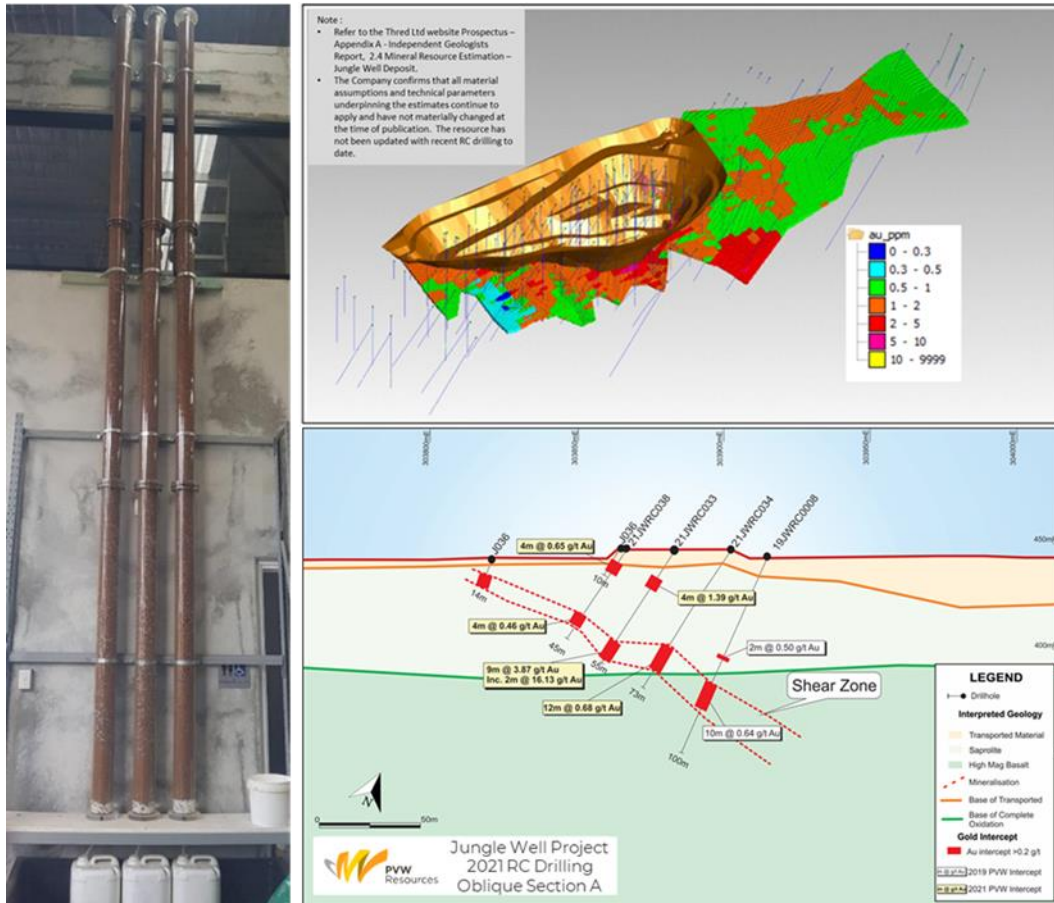 Note :
• Refer to the Thred Ltd website Prospectus –
Appendix A - Independent Geologists
Report, 2.4 Mineral Resource Estimation –
Jungle Well Deposit.
• The Company confirms that all material
assumptions and technical parameters
underpinning the estimates continue to
apply and have not materially changed at
the time of publication. The resource has
not been updated with recent RC drilling to
date.
au_ppm
0 - 0.3
0.3 - 0.5
0.5 - 1
1 - 2
2 - 5
5 - 10
10 - 9999
303800mE
303850mE
303900mE
303950mE
304000mE
J036
J036
21JWRC038
21JWRC033
21JWRC034
19JWRC0008
450m
400m
4m @ 0.65 g/t Au
10m
14m
4m @ 1.39 g/t Au
4m @ 0.46 g/t Au
45m
55m
2m @ 0.50 g/t Au
9m @ 3.87 g/t Au
Inc. 2m @ 16.13 g/t Au
73m
12m @ 0.68 g/t Au
Shear Zone
10m @ 0.64 g/t Au
100m
N
0 50m
PVW
Resources
Jungle Well Project
2021 RC Drilling
Oblique Section A
LEGEND
Drillhole
Interpreted Geology
Transported Material
Saprolite
High Mag Basalt
Mineralisation
Base of Transported
Base of Complete
Oxidation
Gold Intercept
Au intercept >0.2 g/t
2019 PVW Intercept
2021 PVW Intercept